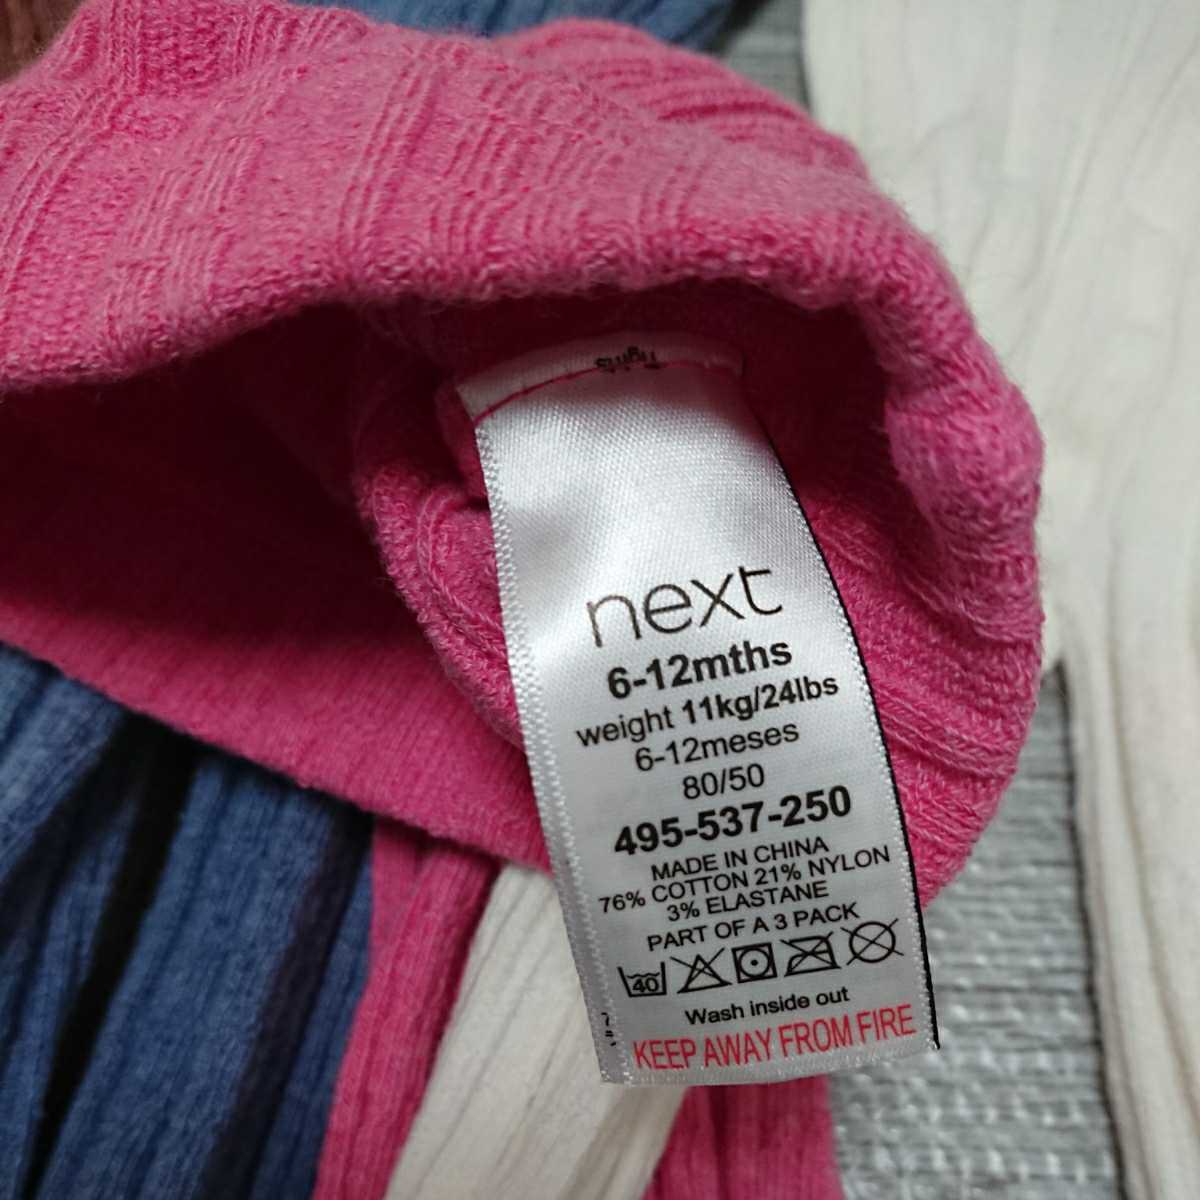 Tights
next
6-12mths
weight 11kg/24lbs
6-12meses
80/50
495-537-250
MADE IN CHINA
76% COTTON 21% NYLON
3% ELASTANE
PART OF A 3 PACK
40
Wash inside out
KEEP AWAY FROM FIRE